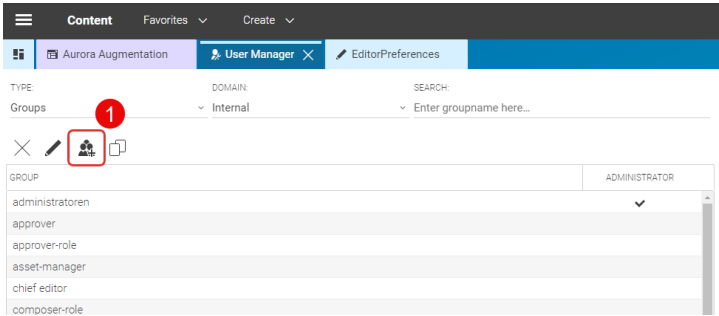 Content Favorites Create
Aurora Augmentation User Manager EditorPreferences
TYPE: DOMAIN: SEARCH:
Groups Internal Enter groupname here...
1
GROUP ADMINISTRATOR
administratoren
approver
approver-role
asset-manager
chief editor
composer-role